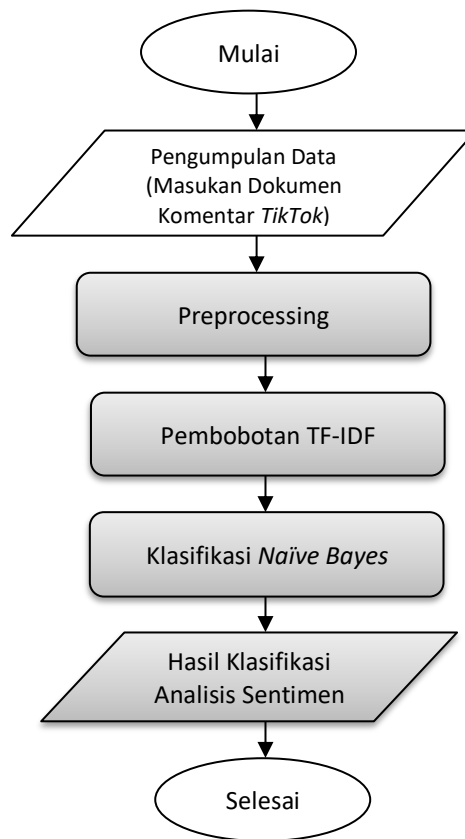 Mulai
Pengumpulan Data
(Masukan Dokumen
Komentar TikTok)
Preprocessing
Pembobotan TF-IDF
Klasifikasi Naïve Bayes
Hasil Klasifikasi
Analisis Sentimen
Selesai